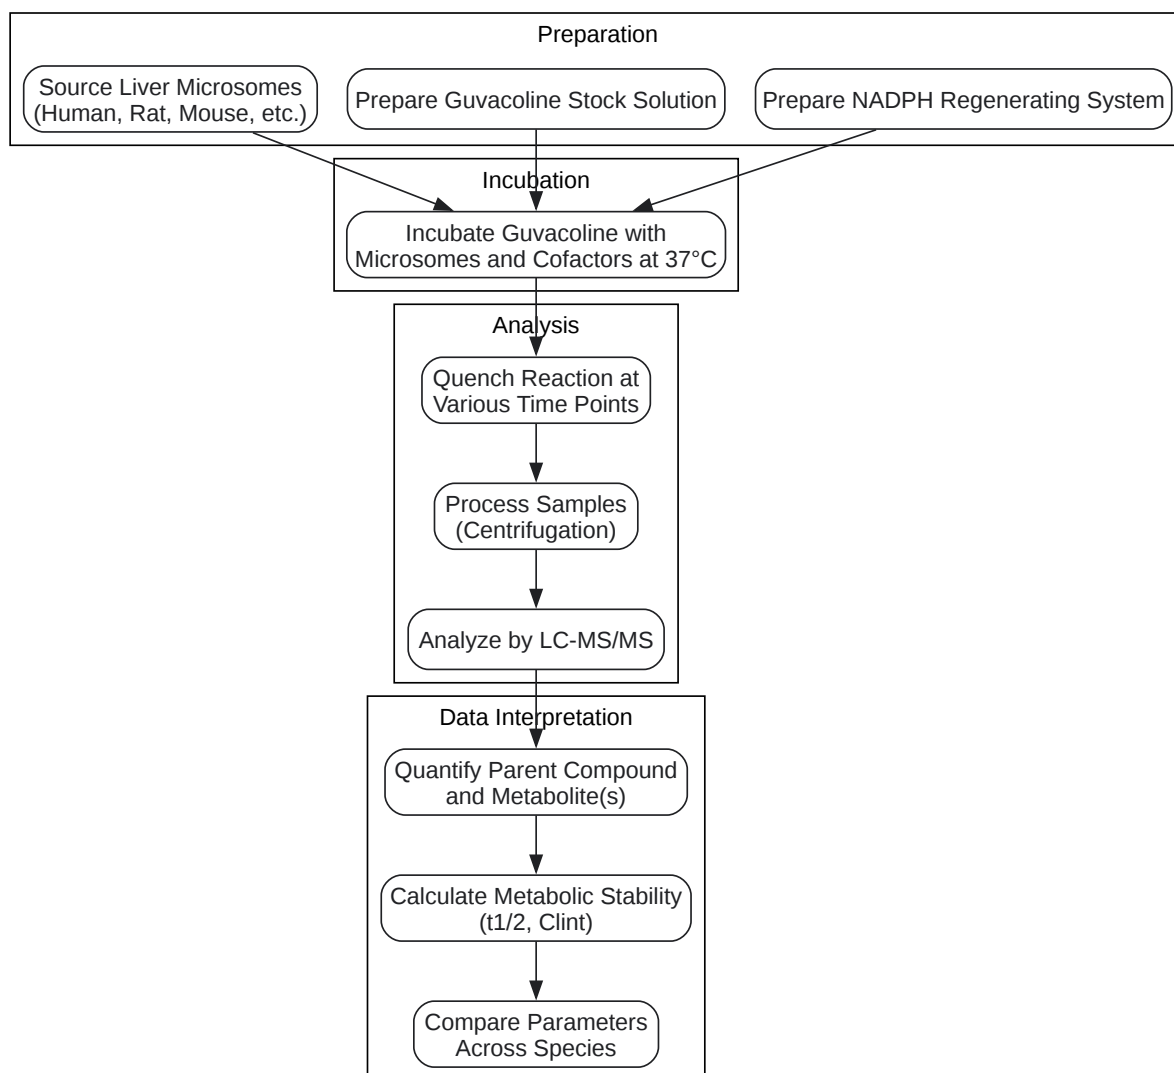 Preparation
Source Liver Microsomes
(Human, Rat, Mouse, etc.)
Prepare Guvacoline Stock Solution
Prepare NADPH Regenerating System
Incubation
Incubate Guvacoline with
Microsomes and Cofactors at 37°C
Analysis
Quench Reaction at
Various Time Points
Process Samples
(Centrifugation)
Analyze by LC-MS/MS
Data Interpretation
Quantify Parent Compound
and Metabolite(s)
Calculate Metabolic Stability
(t1/2, Clint)
Compare Parameters
Across Species